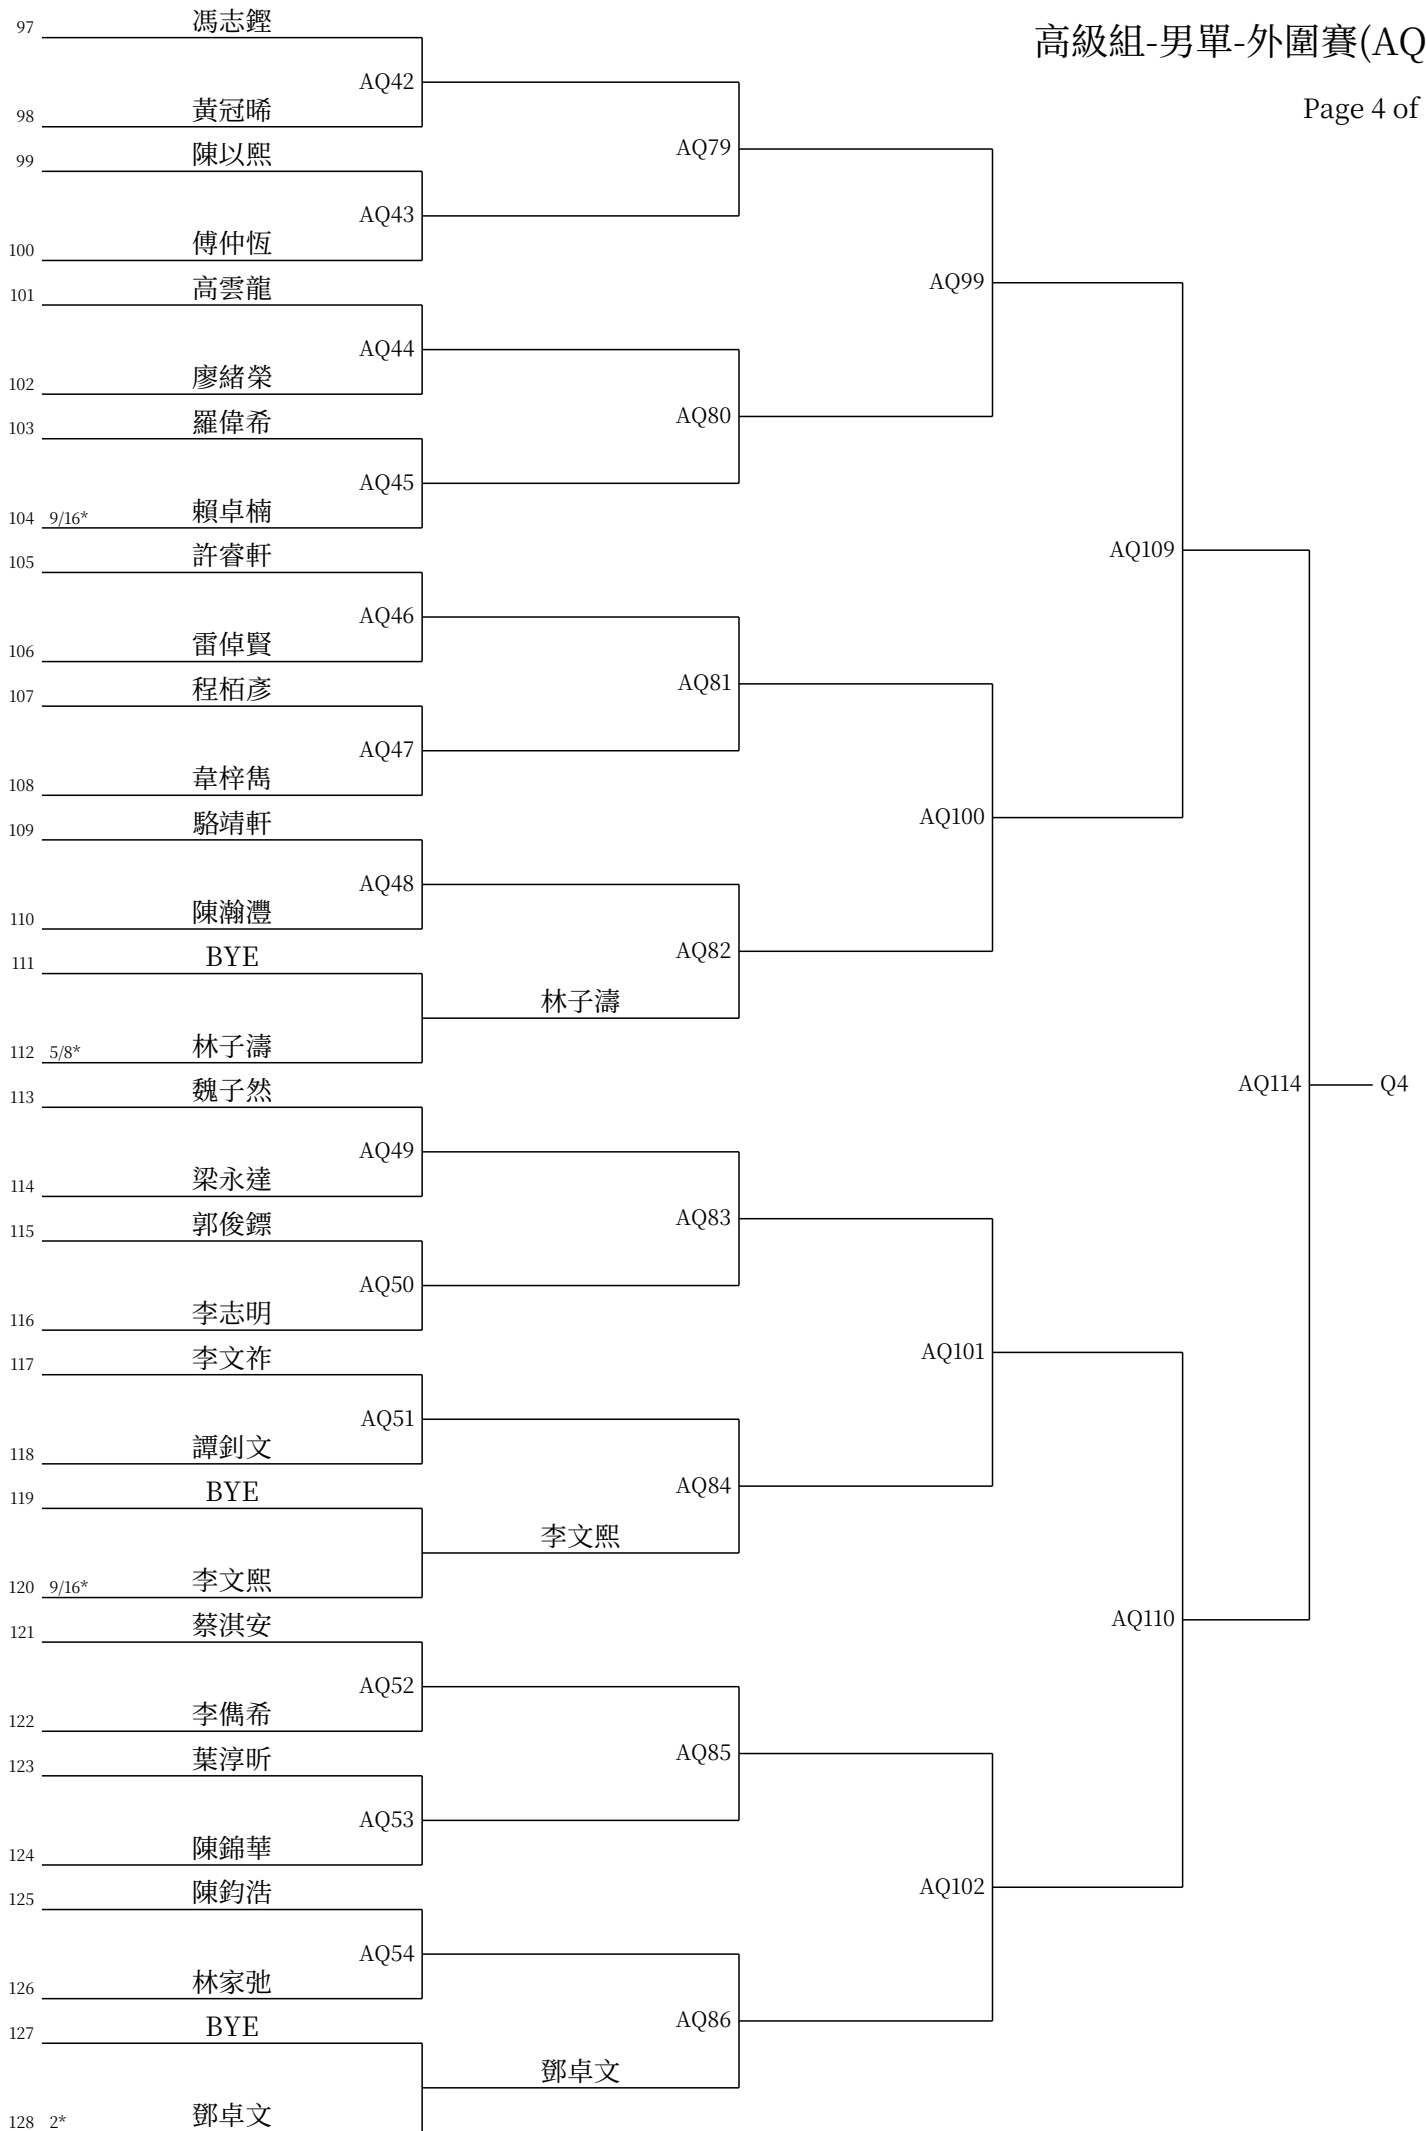 高級組-男單-外圍賽(AQ
Page 4 of
97 馮志鏗
AQ42
98 黃冠晞
AQ79
99 陳以熙
AQ43
100 傅仲恆
AQ99
101 高雲龍
AQ44
102 廖緒榮
AQ80
103 羅偉希
AQ45
104 9/16* 賴卓楠
AQ109
105 許睿軒
AQ46
106 雷倬賢
AQ81
107 程栢彥
AQ47
108 韋梓雋
AQ100
109 駱靖軒
AQ48
110 陳瀚灃
AQ82
111 BYE
林子濤
112 5/8* 林子濤
AQ114 Q4
113 魏子然
AQ49
114 梁永達
AQ83
115 郭俊鏢
AQ50
116 李志明
AQ101
117 李文祚
AQ51
118 譚釗文
AQ84
119 BYE
李文熙
120 9/16* 李文熙
AQ110
121 蔡淇安
AQ52
122 李儁希
AQ85
123 葉淳昕
AQ53
124 陳錦華
AQ102
125 陳鈞浩
AQ54
126 林家弛
AQ86
127 BYE
鄧卓文
128 2* 鄧卓文